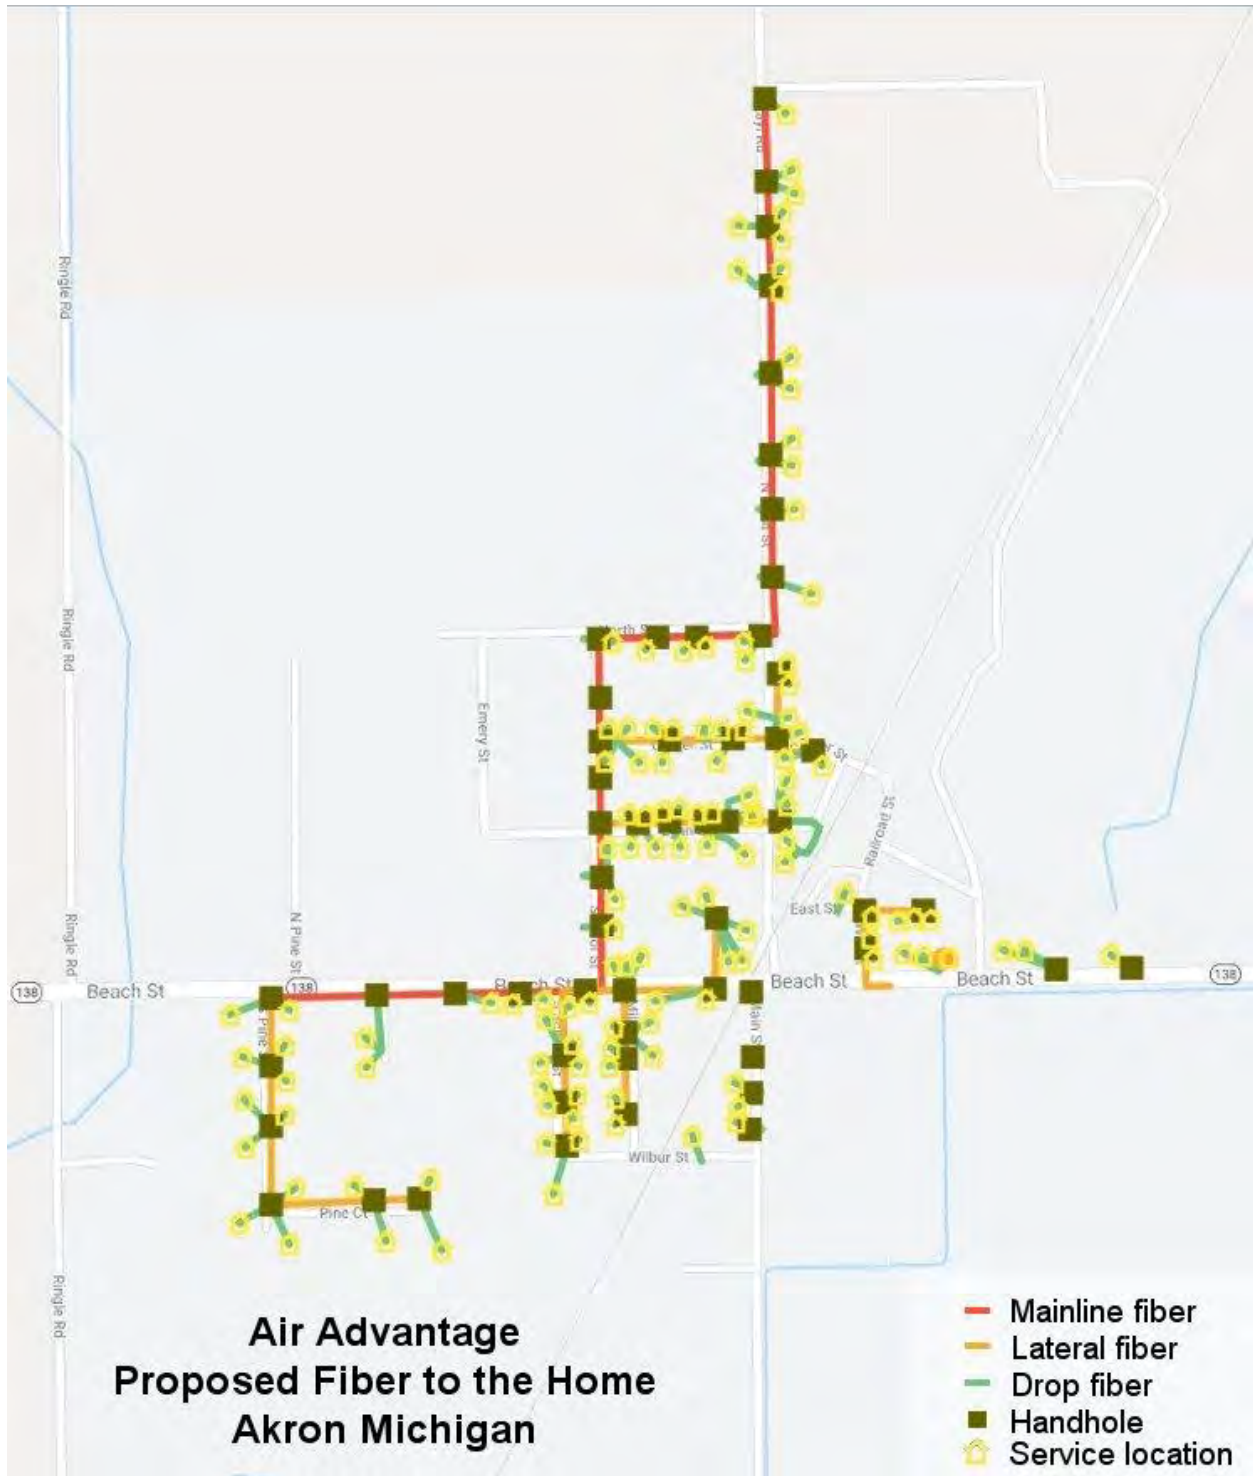 Ringle Rd
Ringle Rd
Emery St
Railroad St
N Pine St
Ringle Rd
East St
138
Beach St
138
Beach St
Beach St
Beach St
138
Main St
Wilbur St
Pine Ct
Ringle Rd
Air Advantage
Proposed Fiber to the Home
Akron Michigan
Mainline fiber
Lateral fiber
Drop fiber
Handhole
Service location